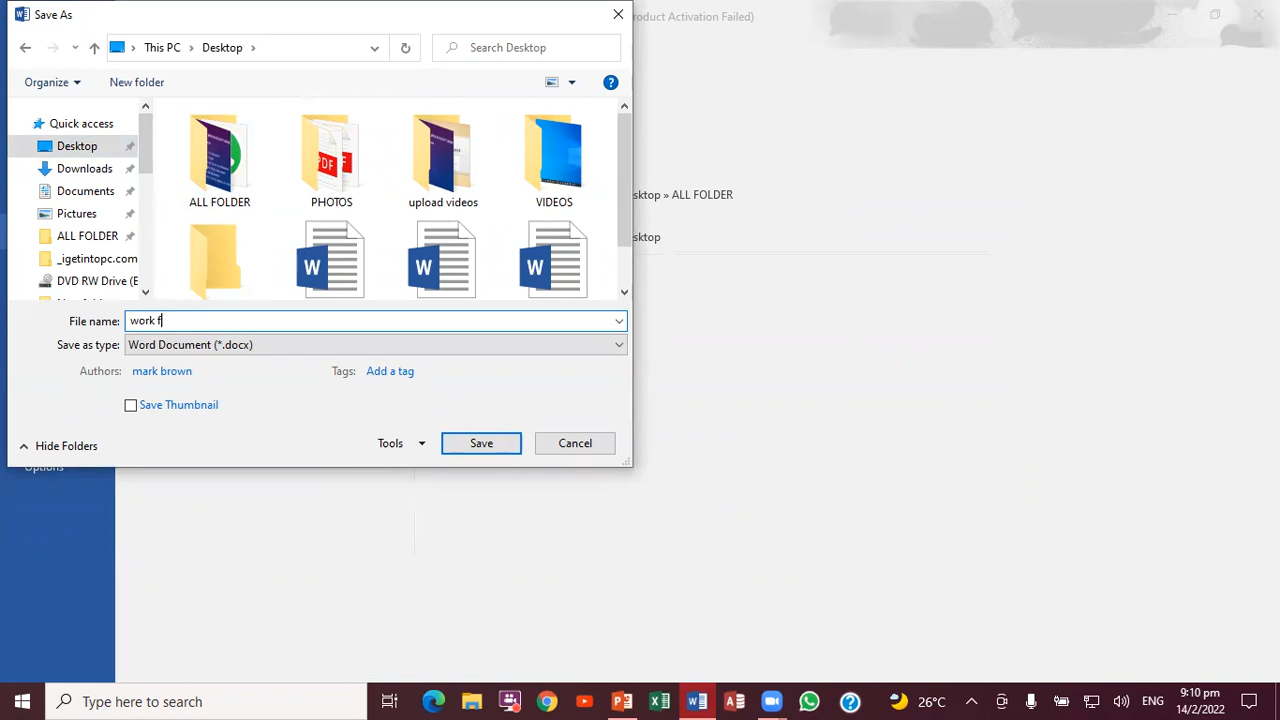 Save As
roduct Activation Failed)
This PC
Desktop
Search Desktop
Organize
New folder
Quick access
Desktop
Downloads
Documents
Pictures
ALL FOLDER
_igetintopc.com
DVD RW Drive (E
ALL FOLDER
PHOTOS
upload videos
VIDEOS
PDF
W
W
W
sktop » ALL FOLDER
sktop
File name:
work f
Save as type:
Word Document (*.docx)
Authors:
mark brown
Tags:
Add a tag
Save Thumbnail
Hide Folders
Tools
Save
Cancel
Options
Type here to search
26°C
ENG
9:10 pm
14/2/2022